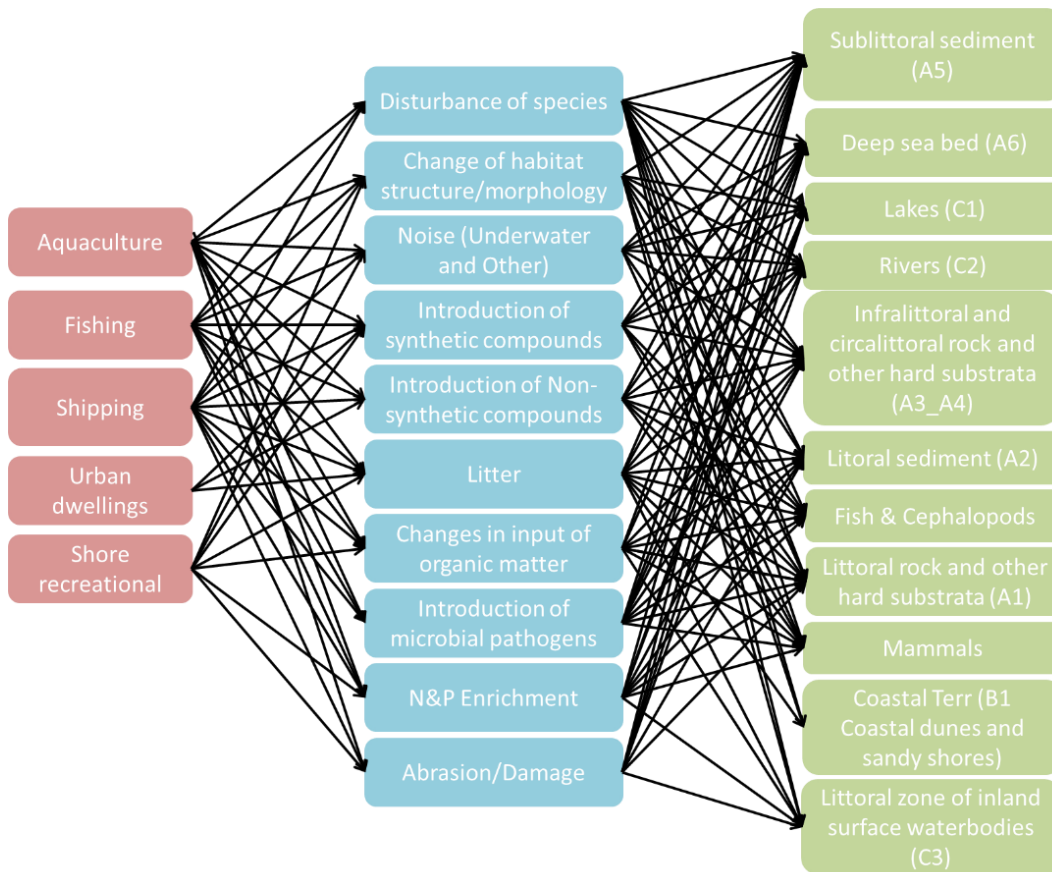 Aquaculture
Fishing
Shipping
Urban
dwellings
Shore
recreational
Disturbance of species
Change of habitat
structure/morphology
Noise (Underwater
and Other)
Introduction of
synthetic compounds
Introduction of Non-
synthetic compounds
Litter
Changes in input of
organic matter
Introduction of
microbial pathogens
N&P Enrichment
Abrasion/Damage
Sublittoral sediment
(A5)
Deep sea bed (A6)
Lakes (C1)
Rivers (C2)
Infralittoral and
circalittoral rock and
other hard substrata
(A3_A4)
Litoral sediment (A2)
Fish & Cephalopods
Littoral rock and other
hard substrata (A1)
Mammals
Coastal Terr (B1
Coastal dunes and
sandy shores)
Littoral zone of inland
surface waterbodies
(C3)